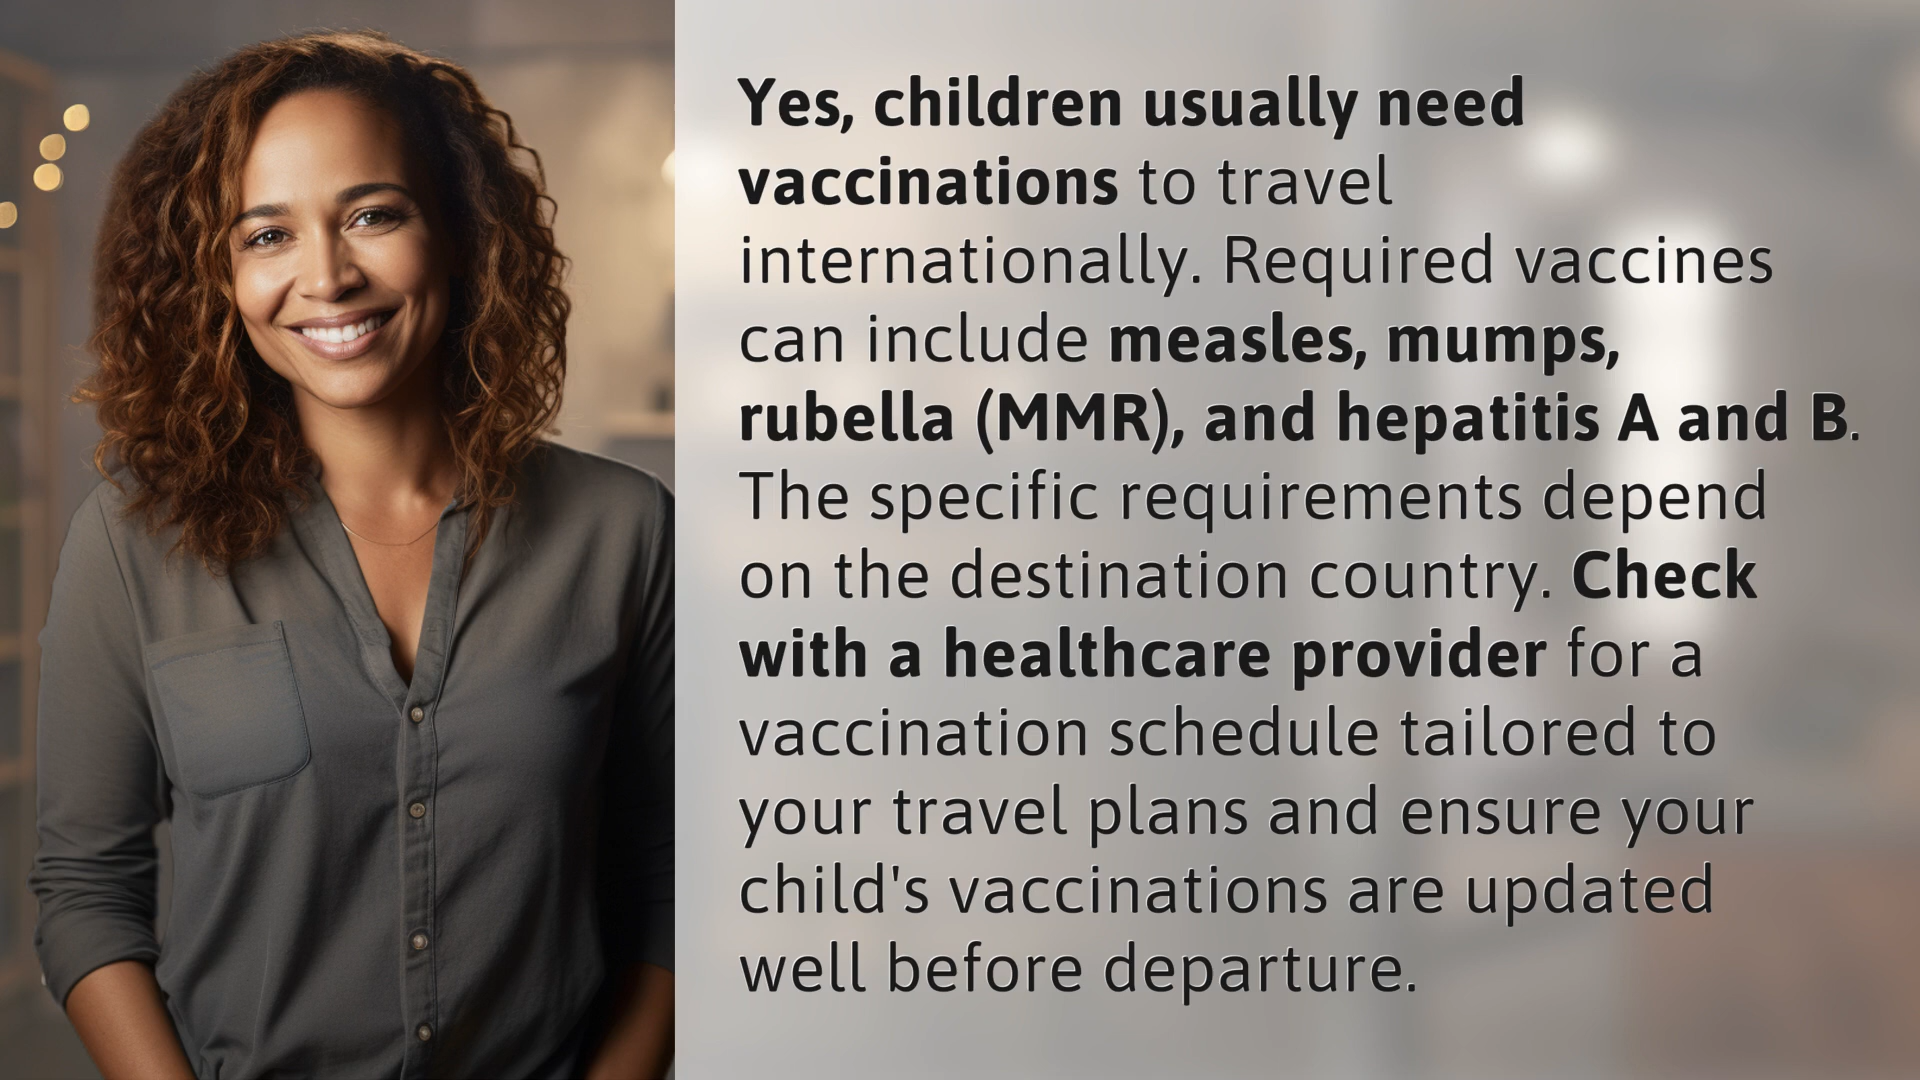 Yes, children usually need
vaccinations to travel
internationally. Required vaccines
can include measles, mumps,
rubella (MMR), and hepatitis A and B.
The specific requirements depend
on the destination country. Check
with a healthcare provider for a
vaccination schedule tailored to
your travel plans and ensure your
child's vaccinations are updated
well before departure.